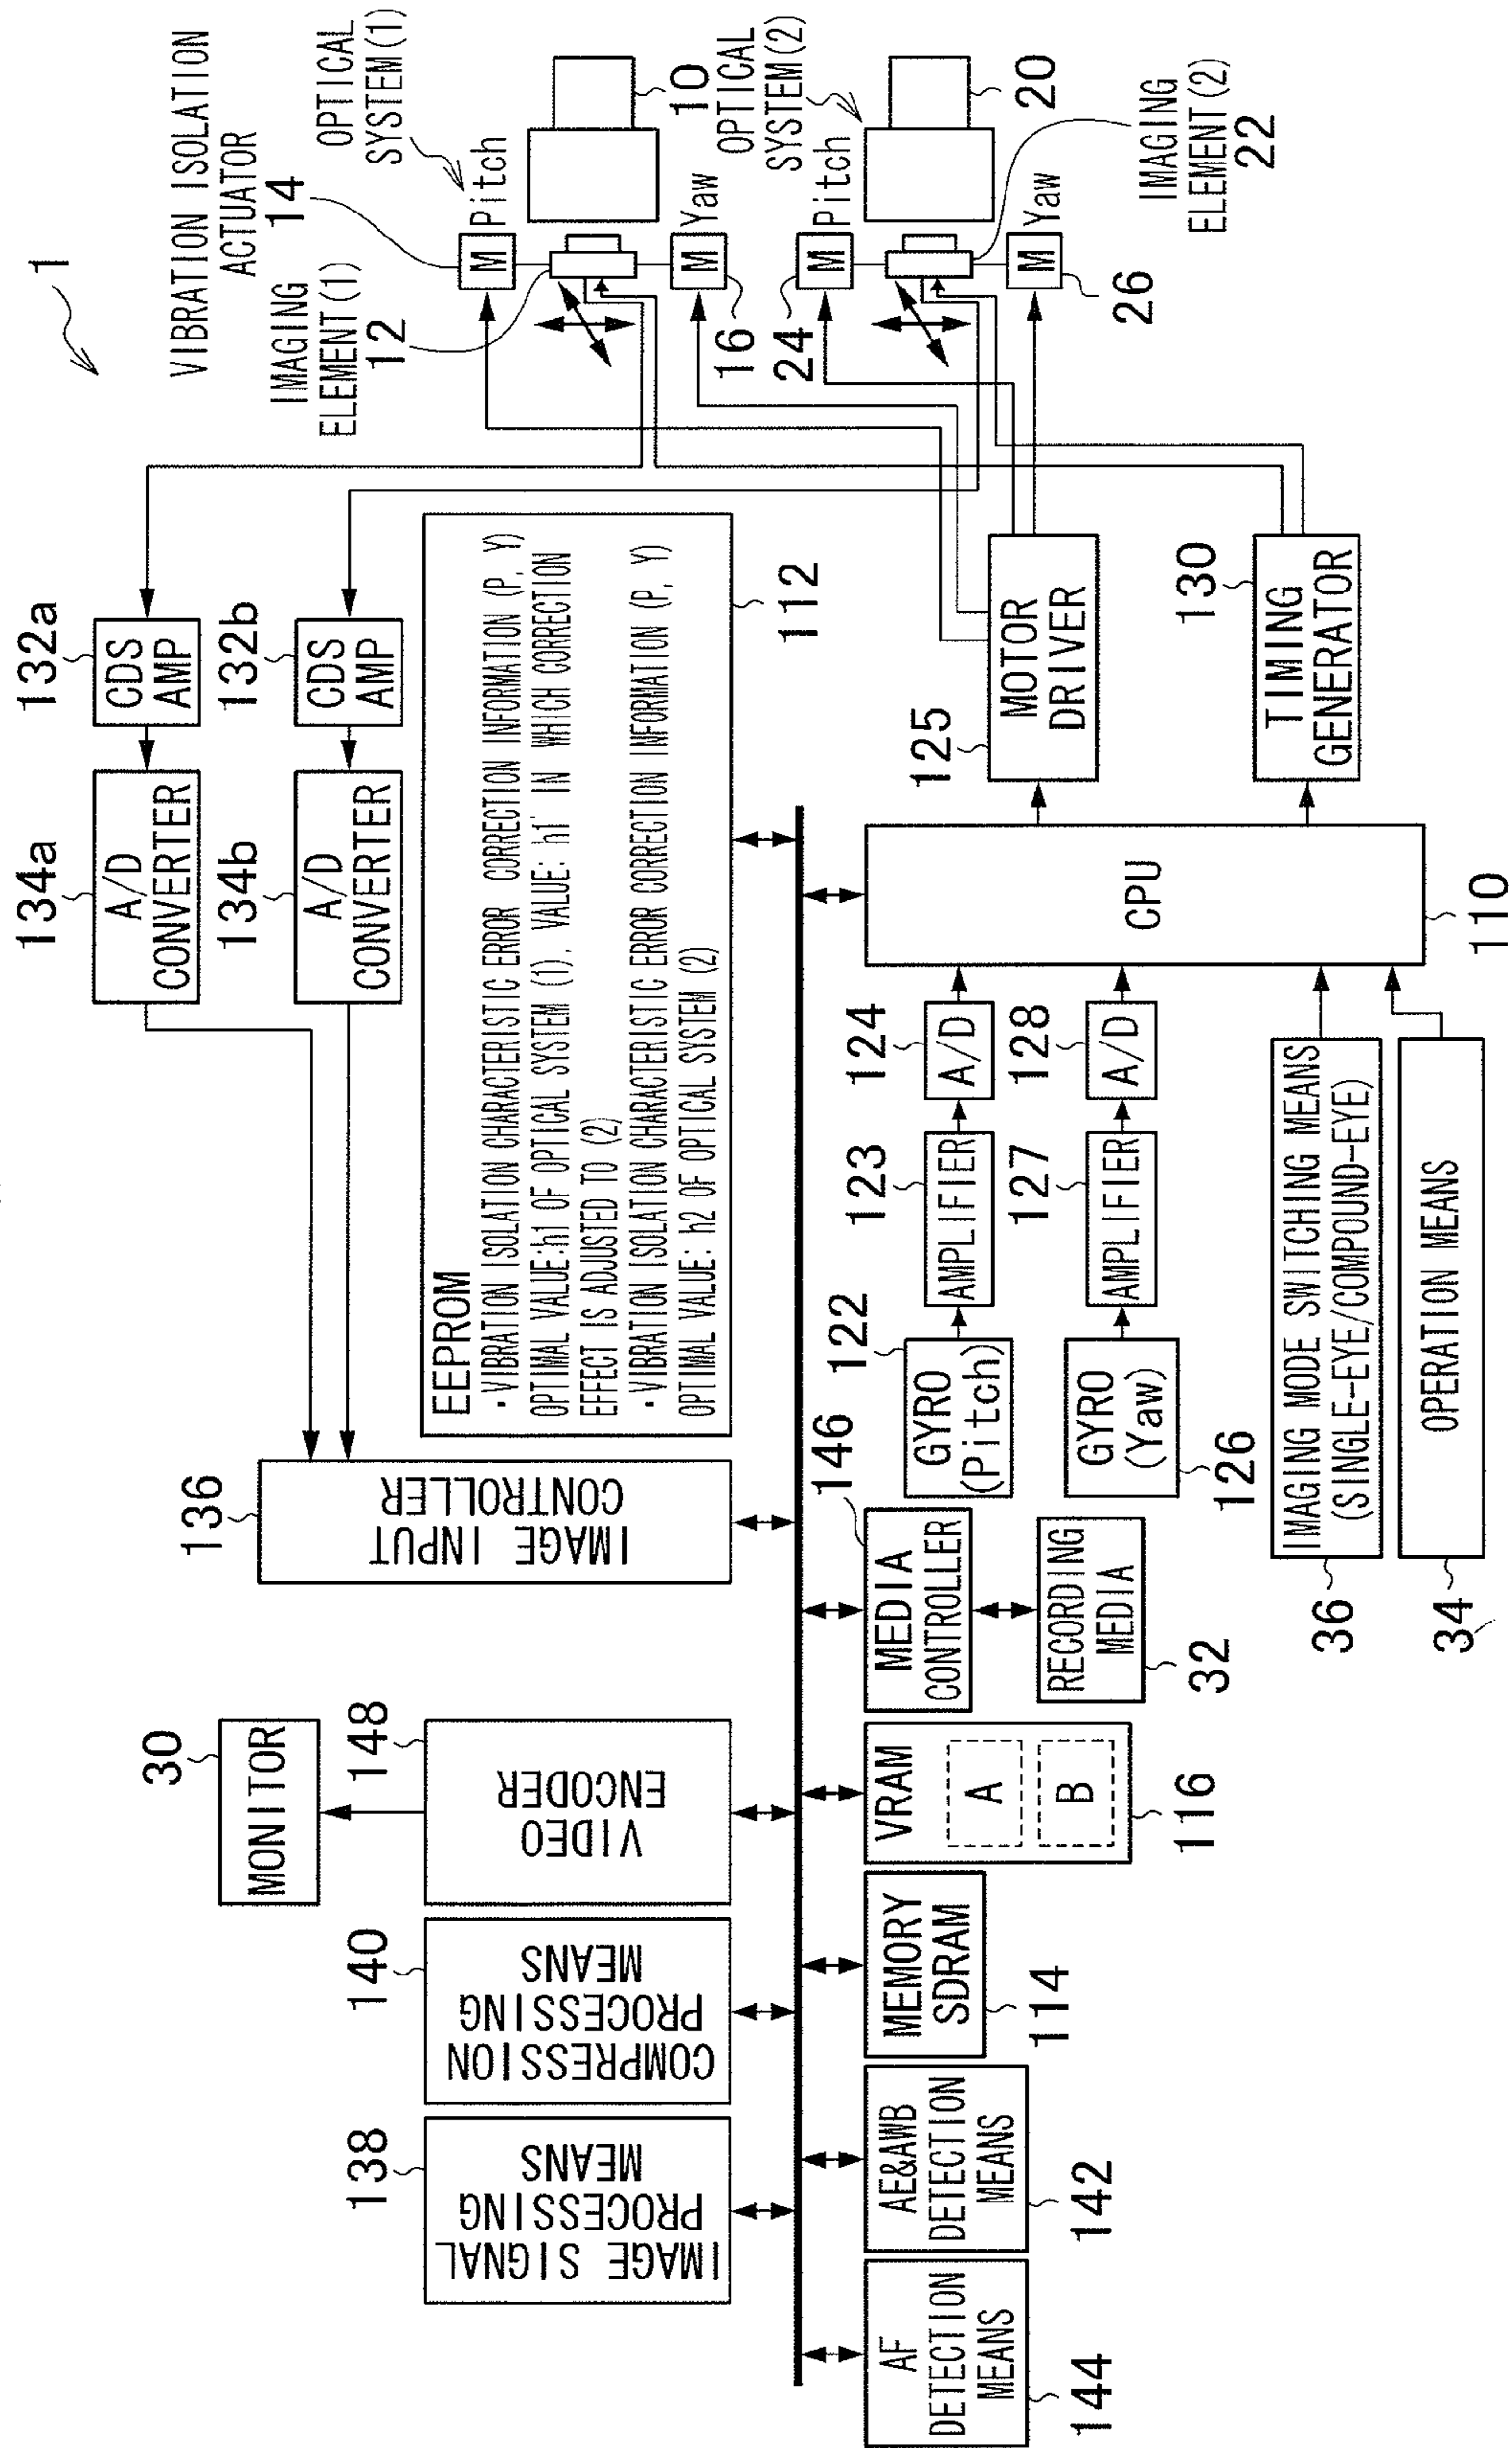 1
VIBRATION ISOLATION
ACTUATOR
14
OPTICAL
SYSTEM(1)
IMAGING
ELEMENT(1)
12
M
Pitch
10
M
Yaw
16
OPTICAL
SYSTEM(2)
24
M
Pitch
20
M
Yaw
26
IMAGING
ELEMENT(2)
22
132a
CDS
AMP
132b
CDS
AMP
134a
A/D
CONVERTER
134b
A/D
CONVERTER
136
IMAGE INPUT
CONTROLLER
EEPROM
・VIBRATION ISOLATION CHARACTERISTIC ERROR CORRECTION INFORMATION (P, Y)
OPTIMAL VALUE:h1 OF OPTICAL SYSTEM (1), VALUE: h1' IN WHICH CORRECTION
EFFECT IS ADJUSTED TO (2)
・VIBRATION ISOLATION CHARACTERISTIC ERROR CORRECTION INFORMATION (P, Y)
OPTIMAL VALUE: h2 OF OPTICAL SYSTEM (2)
112
30
MONITOR
148
VIDEO
ENCODER
140
COMPRESSION
PROCESSING
MEANS
138
IMAGE SIGNAL
PROCESSING
MEANS
AF
DETECTION
MEANS
144
AE&AWB
DETECTION
MEANS
142
MEMORY
SDRAM
114
VRAM
A
B
116
146
MEDIA
CONTROLLER
RECORDING
MEDIA
32
122
GYRO
(Pitch)
123
AMPLIFIER
124
A/D
GYRO
(Yaw)
126
127
AMPLIFIER
128
A/D
36
IMAGING MODE SWITCHING MEANS
(SINGLE-EYE/COMPOUND-EYE)
34
OPERATION MEANS
CPU
110
125
MOTOR
DRIVER
130
TIMING
GENERATOR